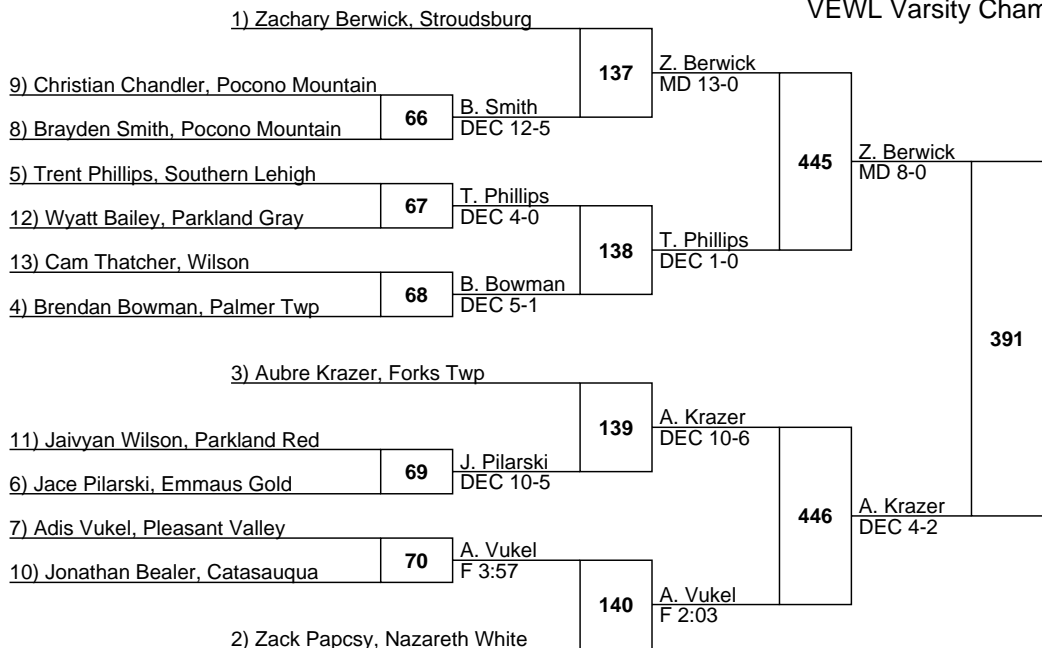 VEWL Varsity Cham
1) Zachary Berwick, Stroudsburg
137
Z. Berwick
MD 13-0
9) Christian Chandler, Pocono Mountain
66
B. Smith
DEC 12-5
8) Brayden Smith, Pocono Mountain
445
Z. Berwick
MD 8-0
5) Trent Phillips, Southern Lehigh
67
T. Phillips
DEC 4-0
12) Wyatt Bailey, Parkland Gray
138
T. Phillips
DEC 1-0
13) Cam Thatcher, Wilson
68
B. Bowman
DEC 5-1
4) Brendan Bowman, Palmer Twp
391
3) Aubre Krazer, Forks Twp
139
A. Krazer
DEC 10-6
11) Jaivyan Wilson, Parkland Red
69
J. Pilarski
DEC 10-5
6) Jace Pilarski, Emmaus Gold
446
A. Krazer
DEC 4-2
7) Adis Vukel, Pleasant Valley
70
A. Vukel
F 3:57
10) Jonathan Bealer, Catasauqua
140
A. Vukel
F 2:03
2) Zack Papcsy, Nazareth White